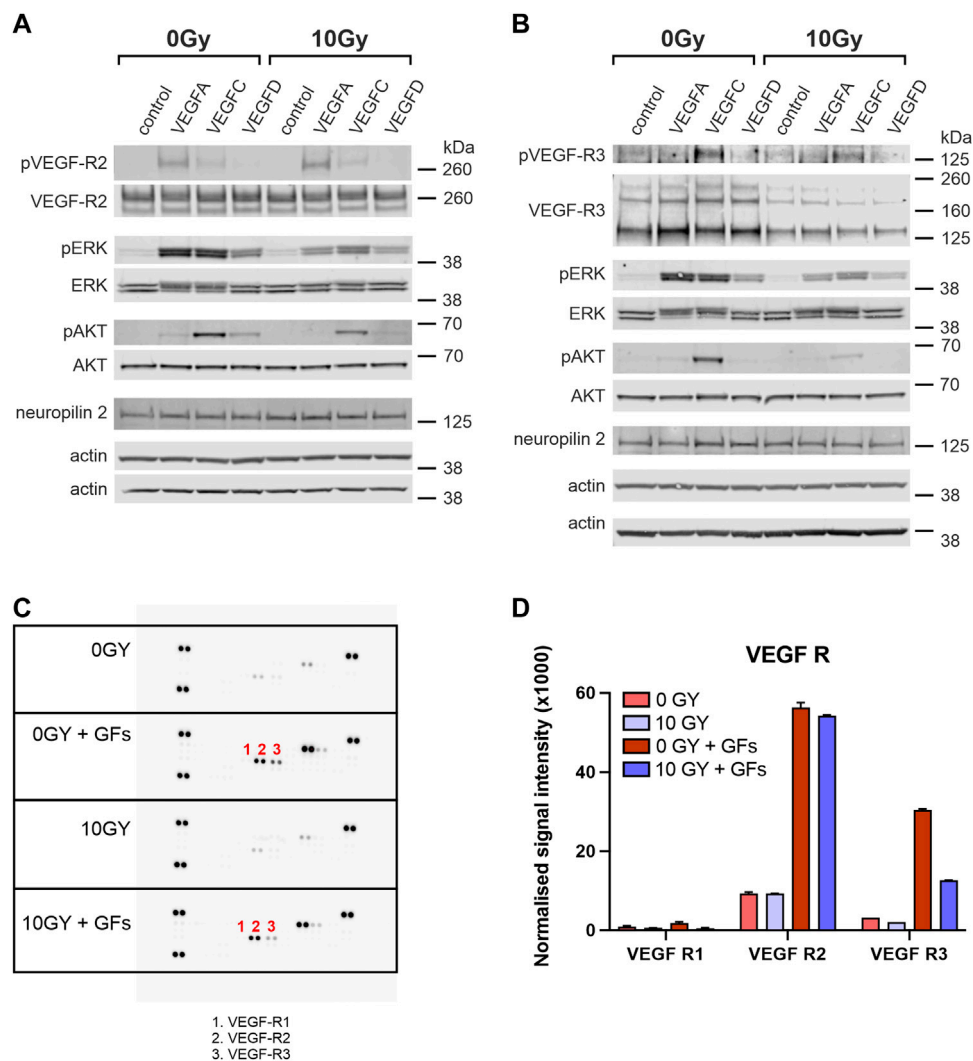 A
0Gy 10Gy
control VEGFA VEGFC VEGFD control VEGFA VEGFC VEGFD
kDa
pVEGF-R2 260
VEGF-R2 260
pERK 38
ERK 38
pAKT 70
AKT 70
neuropilin 2 125
actin 38
actin 38
B
0Gy 10Gy
control VEGFA VEGFC VEGFD control VEGFA VEGFC VEGFD
kDa
pVEGF-R3 125
260
VEGF-R3 160
125
pERK 38
ERK 38
pAKT 70
AKT 70
neuropilin 2 125
actin 38
actin 38
C
0GY
0GY + GFs 1 2 3
10GY
10GY + GFs 1 2 3
1. VEGF-R1
2. VEGF-R2
3. VEGF-R3
D
VEGF R
Normalised signal intensity (x1000)
60
40
20
0
0 GY
10 GY
0 GY + GFs
10 GY + GFs
VEGF R1 VEGF R2 VEGF R3